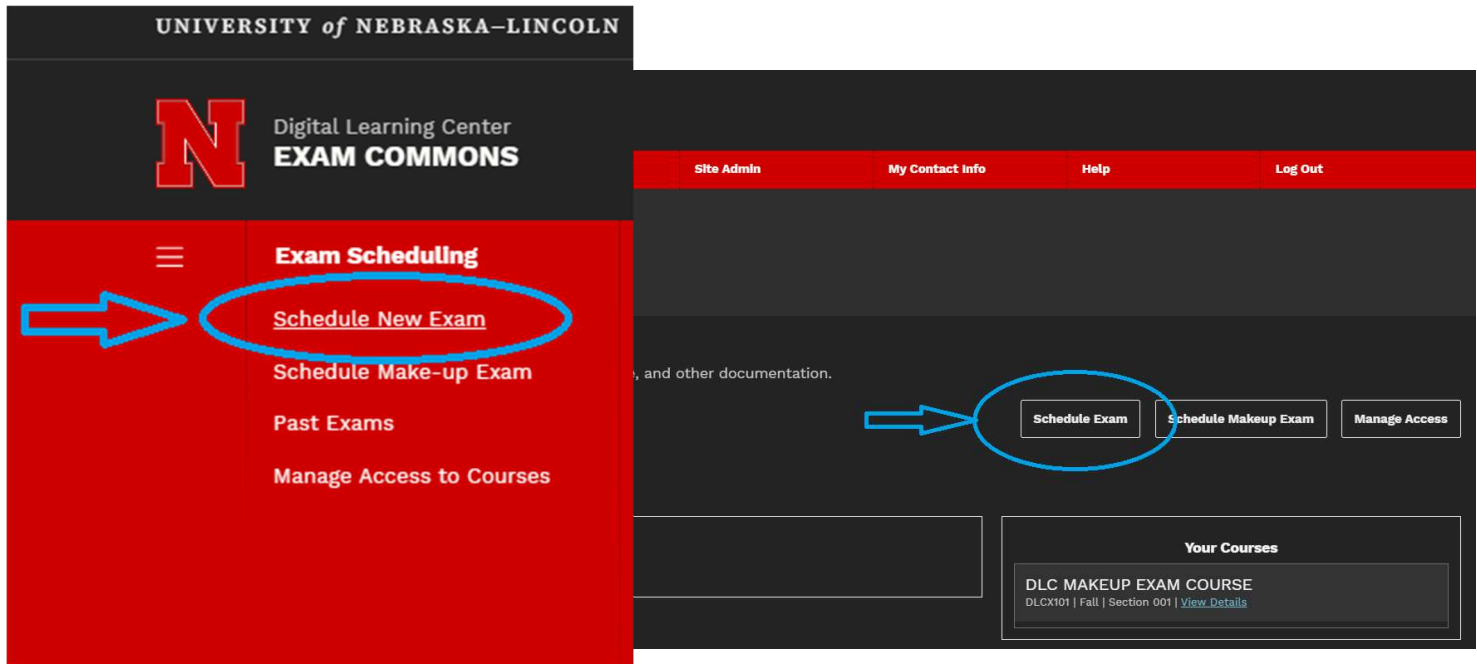 UNIVERSITY of NEBRASKA–LINCOLN
N
Digital Learning Center
EXAM COMMONS
Exam Scheduling
Schedule New Exam
Schedule Make-up Exam
Past Exams
Manage Access to Courses
Site Admin
My Contact Info
Help
Log Out
, and other documentation.
Schedule Exam
Schedule Makeup Exam
Manage Access
Your Courses
DLC MAKEUP EXAM COURSE
DLCX101 | Fall | Section 001 | View Details